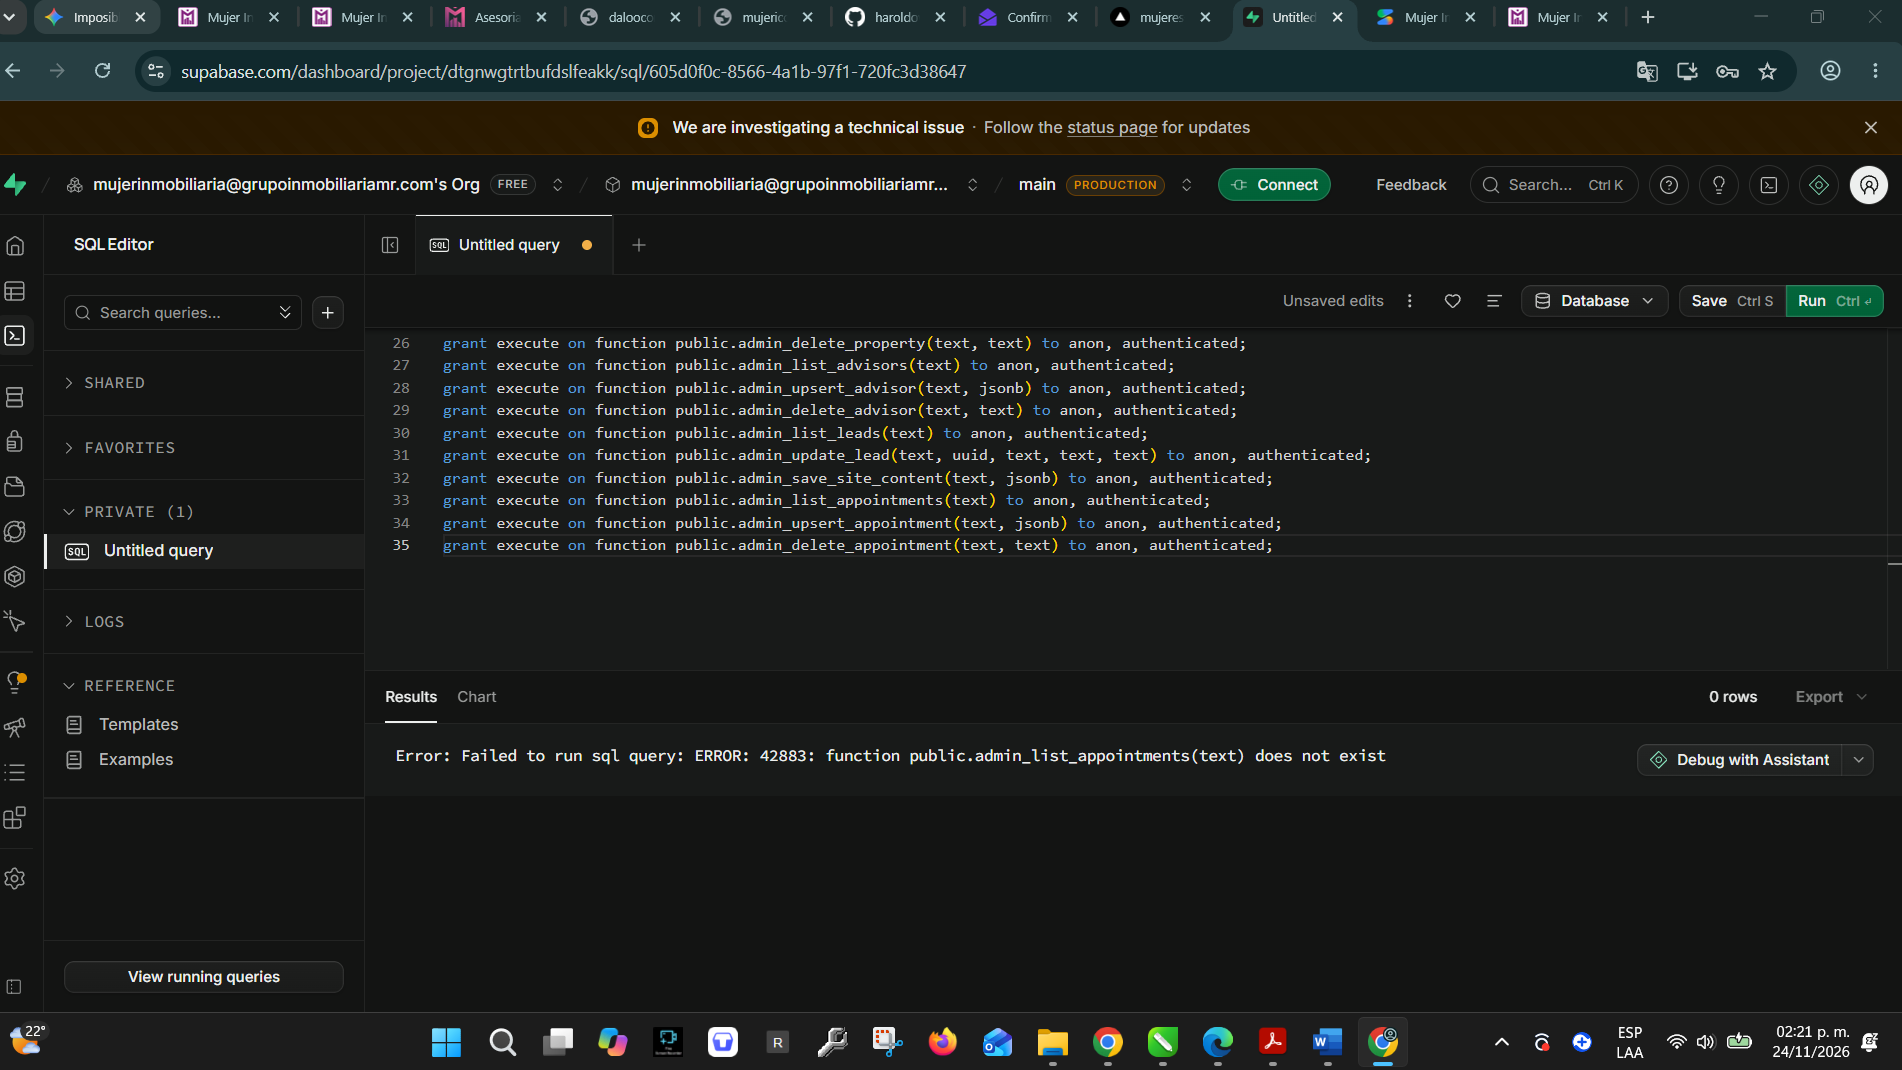 Imposib
Mujer In
Mujer In
Asesoria
dalooco
mujerico
haroldo
Confirm
mujeres
Untitled
Mujer In
Mujer In
supabase.com/dashboard/project/dtgnwgtrtbufdslfeakk/sql/605d0f0c-8566-4a1b-97f1-720fc3d38647
We are investigating a technical issue · Follow the status page for updates
mujerinmobiliaria@grupoinmobiliariamr.com's Org FREE
mujerinmobiliaria@grupoinmobiliariamr...
main PRODUCTION
Connect
Feedback
Search... Ctrl K
SQL Editor
SQL Untitled query
Search queries...
Unsaved edits
Database
Save Ctrl S
Run Ctrl ↵
SHARED
FAVORITES
PRIVATE (1)
SQL Untitled query
LOGS
REFERENCE
Templates
Examples
View running queries
26 grant execute on function public.admin_delete_property(text, text) to anon, authenticated;
27 grant execute on function public.admin_list_advisors(text) to anon, authenticated;
28 grant execute on function public.admin_upsert_advisor(text, jsonb) to anon, authenticated;
29 grant execute on function public.admin_delete_advisor(text, text) to anon, authenticated;
30 grant execute on function public.admin_list_leads(text) to anon, authenticated;
31 grant execute on function public.admin_update_lead(text, uuid, text, text, text) to anon, authenticated;
32 grant execute on function public.admin_save_site_content(text, jsonb) to anon, authenticated;
33 grant execute on function public.admin_list_appointments(text) to anon, authenticated;
34 grant execute on function public.admin_upsert_appointment(text, jsonb) to anon, authenticated;
35 grant execute on function public.admin_delete_appointment(text, text) to anon, authenticated;
Results
Chart
0 rows
Export
Error: Failed to run sql query: ERROR: 42883: function public.admin_list_appointments(text) does not exist
Debug with Assistant
22°
R
ESP
LAA
02:21 p. m.
24/11/2026